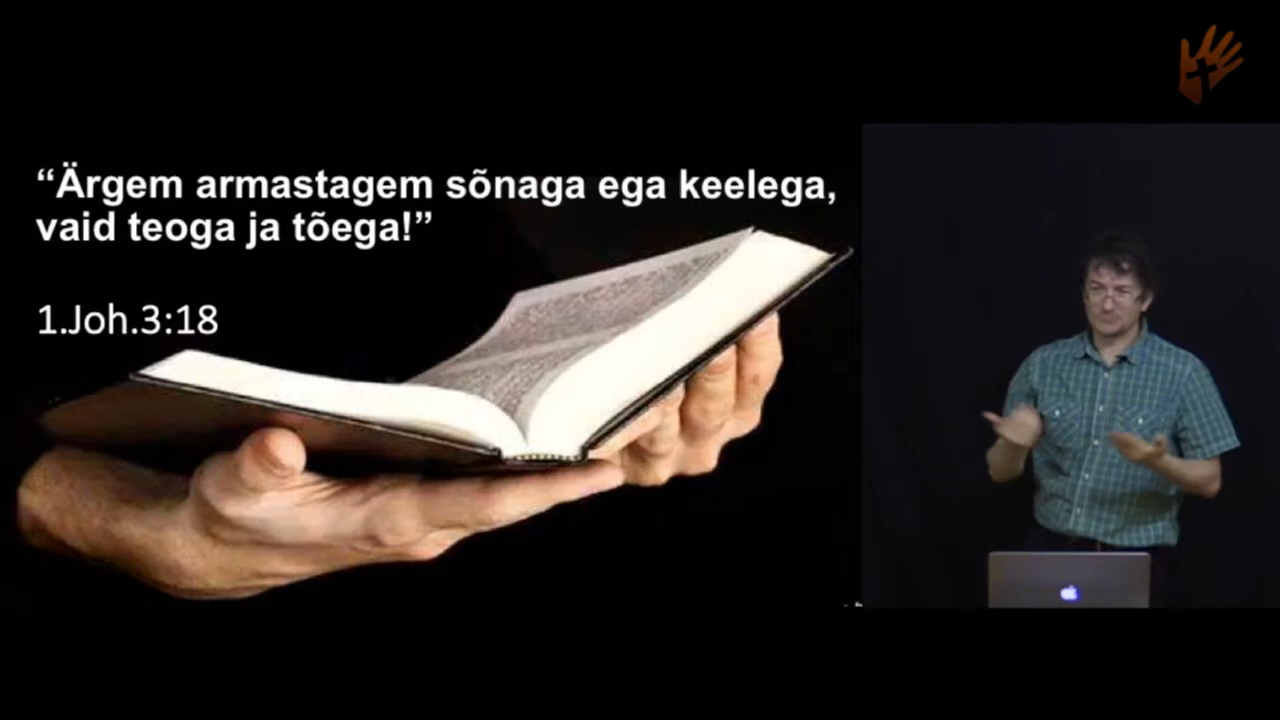 “Ärgem armastagem sõnaga ega keelega,
vaid teoga ja tõega!”
1.Joh.3:18